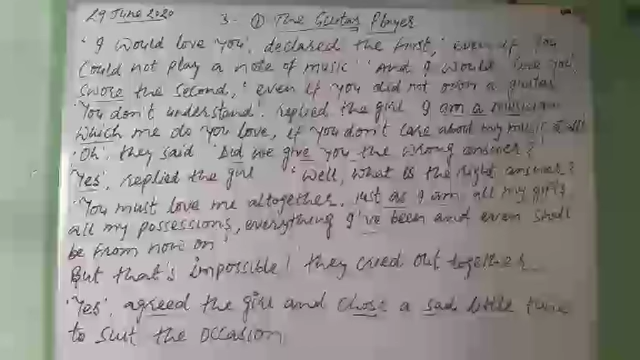 29 June 2020 3- ① The Guitar Player
'I would love you', declared the first, 'even if you
could not play a note of music' 'And I would love you'
swore the second, 'even if you did not own a guitar
'You don't understand', replied the girl 'I am a musician
Which me do you love, if you don't care about my music at all?
'Oh', they said 'Did we give you the wrong answer?
'Yes', replied the girl 'Well, what is the right answer?
'You must love me altogether, just as I am, all my gifts,
all my possessions, everything I've been and even shall
be from now on'
But that's impossible! they cried out together.
'Yes', agreed the girl and chose a sad little tune
to suit the occasion.